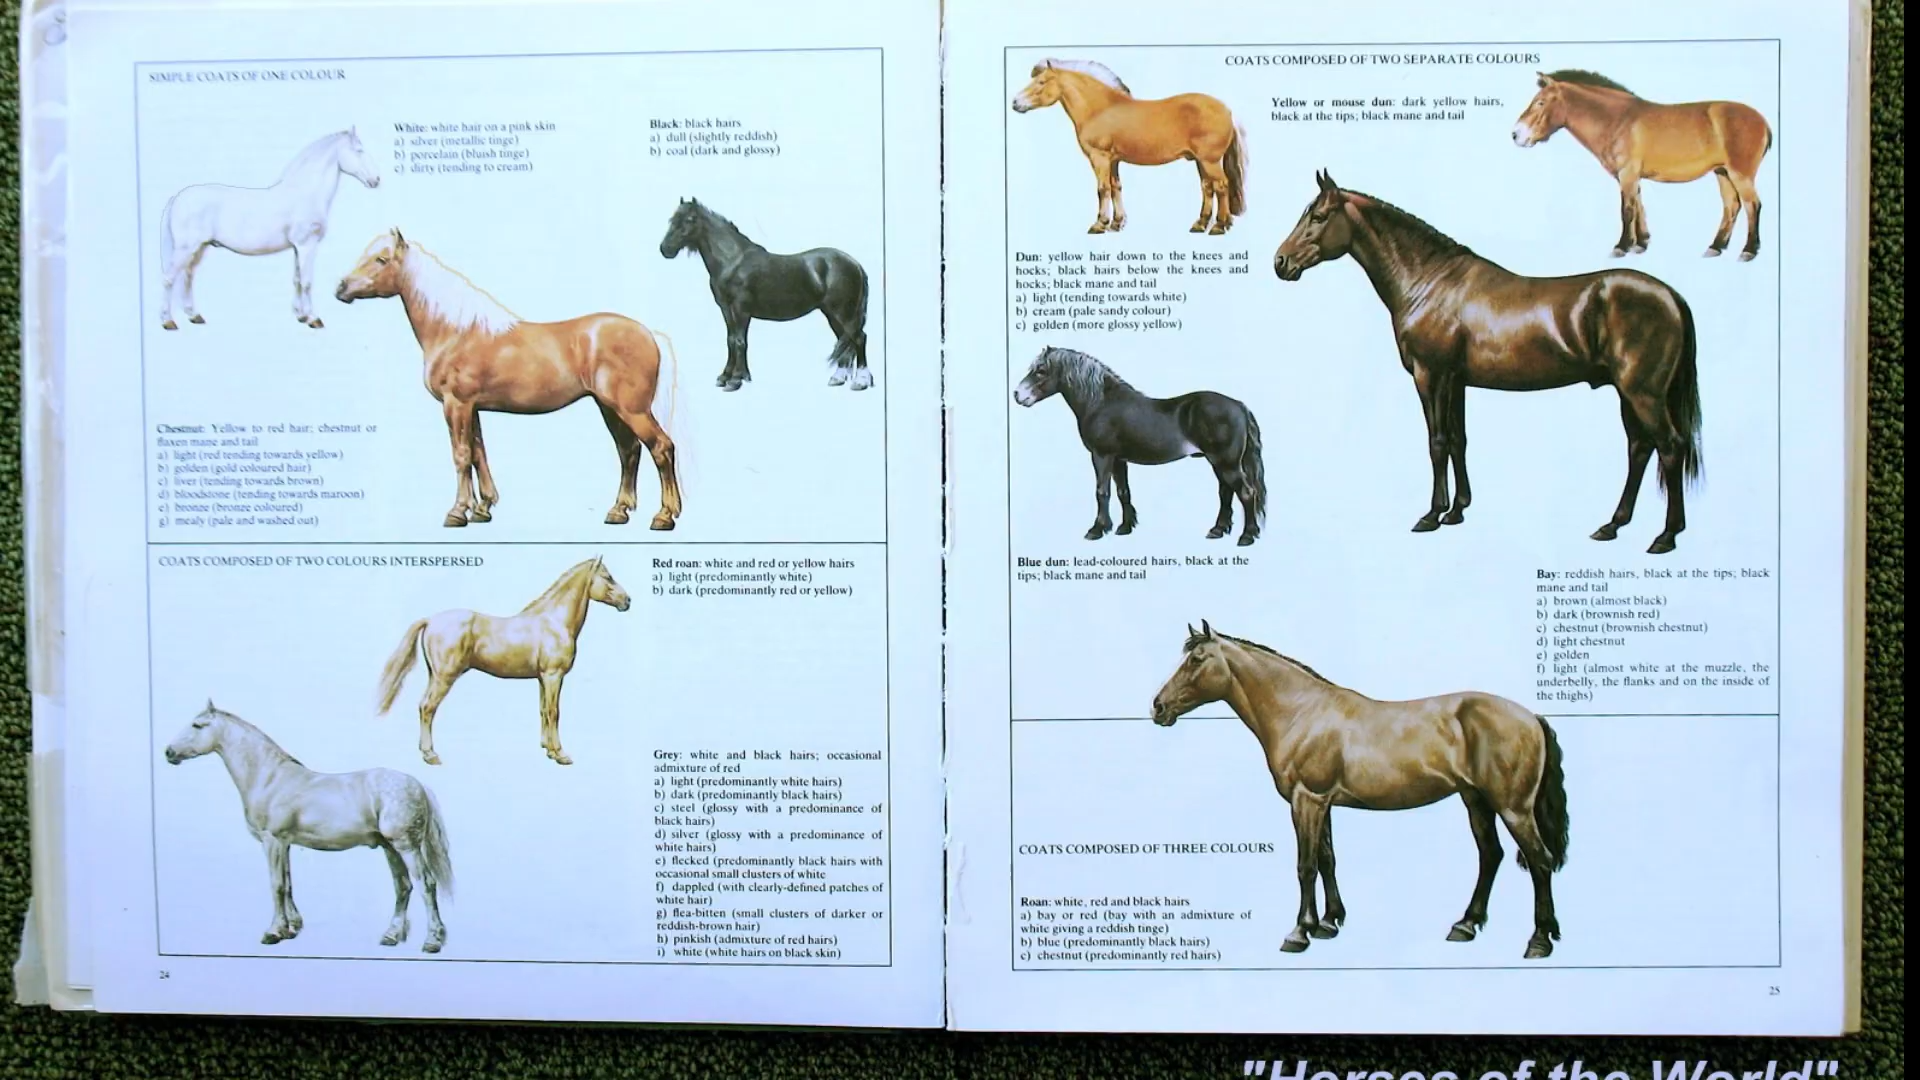 SIMPLE COATS OF ONE COLOUR
White: white hair on a pink skin
a) silver (metallic tinge)
b) porcelain (bluish tinge)
c) dirty (tending to cream)
Black: black hairs
a) dull (slightly reddish)
b) coal (dark and glossy)
Chestnut: Yellow to red hair; chestnut or
flaxen mane and tail
a) light (red tending towards yellow)
b) golden (gold coloured hair)
c) liver (tending towards brown)
d) bloodstone (tending towards maroon)
e) bronze (bronze coloured)
g) mealy (pale and washed out)
COATS COMPOSED OF TWO COLOURS INTERSPERSED
Red roan: white and red or yellow hairs
a) light (predominantly white)
b) dark (predominantly red or yellow)
Grey: white and black hairs; occasional
admixture of red
a) light (predominantly white hairs)
b) dark (predominantly black hairs)
c) steel (glossy with a predominance of
black hairs)
d) silver (glossy with a predominance of
white hairs)
e) flecked (predominantly black hairs with
occasional small clusters of white
f) dappled (with clearly-defined patches of
white hair)
g) flea-bitten (small clusters of darker or
reddish-brown hair)
h) pinkish (admixture of red hairs)
i) white (white hairs on black skin)
24
COATS COMPOSED OF TWO SEPARATE COLOURS
Yellow or mouse dun: dark yellow hairs,
black at the tips; black mane and tail
Dun: yellow hair down to the knees and
hocks; black hairs below the knees and
hocks; black mane and tail
a) light (tending towards white)
b) cream (pale sandy colour)
c) golden (more glossy yellow)
Blue dun: lead-coloured hairs, black at the
tips; black mane and tail
Bay: reddish hairs, black at the tips; black
mane and tail
a) brown (almost black)
b) dark (brownish red)
c) chestnut (brownish chestnut)
d) light chestnut
e) golden
f) light (almost white at the muzzle, the
underbelly, the flanks and on the inside of
the thighs)
COATS COMPOSED OF THREE COLOURS
Roan: white, red and black hairs
a) bay or red (bay with an admixture of
white giving a reddish tinge)
b) blue (predominantly black hairs)
c) chestnut (predominantly red hairs)
25
"Horses of the World"